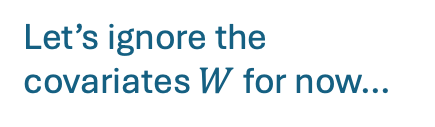 Let’s ignore the
covariates W for now...